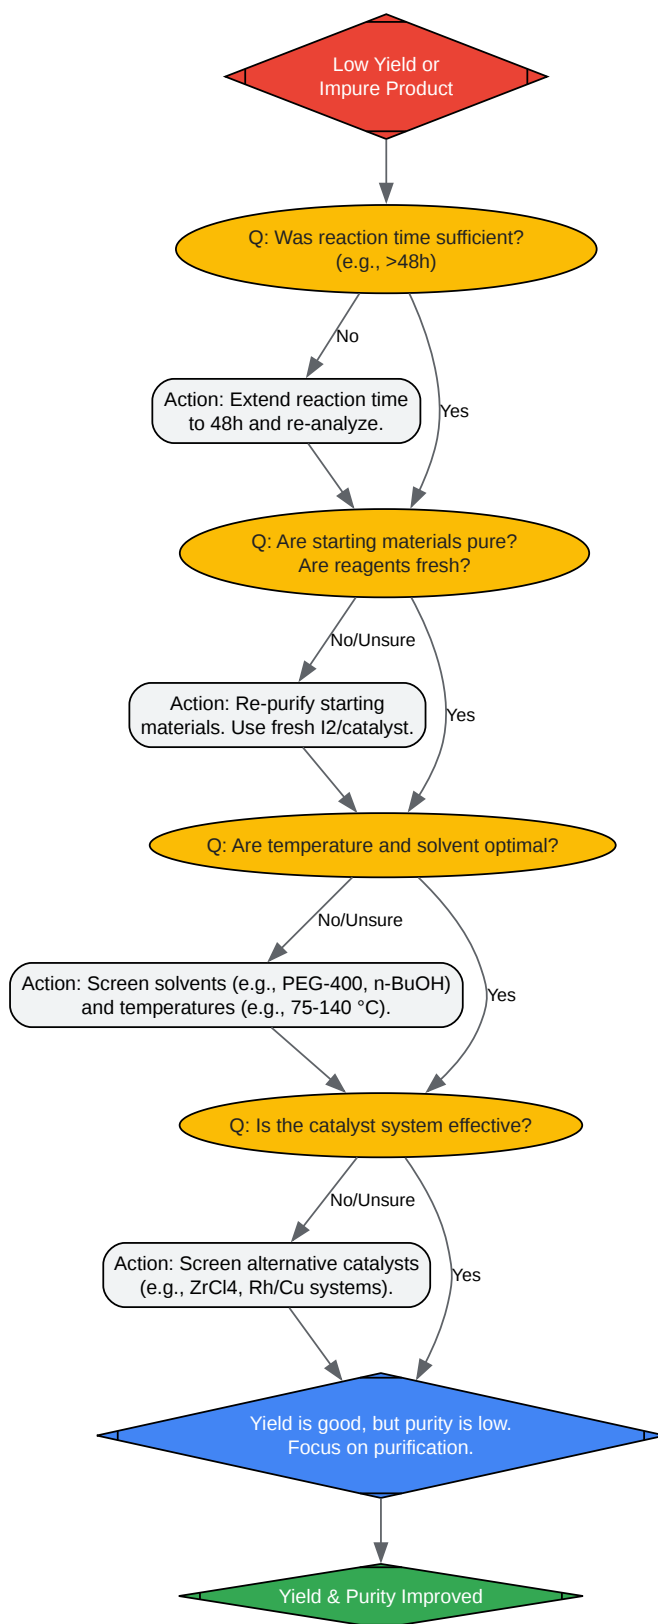 Low Yield or
Impure Product
Q: Was reaction time sufficient?
(e.g., >48h)
No
Action: Extend reaction time
to 48h and re-analyze.
Yes
Q: Are starting materials pure?
Are reagents fresh?
No/Unsure
Action: Re-purify starting
materials. Use fresh I2/catalyst.
Yes
Q: Are temperature and solvent optimal?
No/Unsure
Action: Screen solvents (e.g., PEG-400, n-BuOH)
and temperatures (e.g., 75-140 °C).
Yes
Q: Is the catalyst system effective?
No/Unsure
Action: Screen alternative catalysts
(e.g., ZrCl4, Rh/Cu systems).
Yes
Yield is good, but purity is low.
Focus on purification.
Yield & Purity Improved